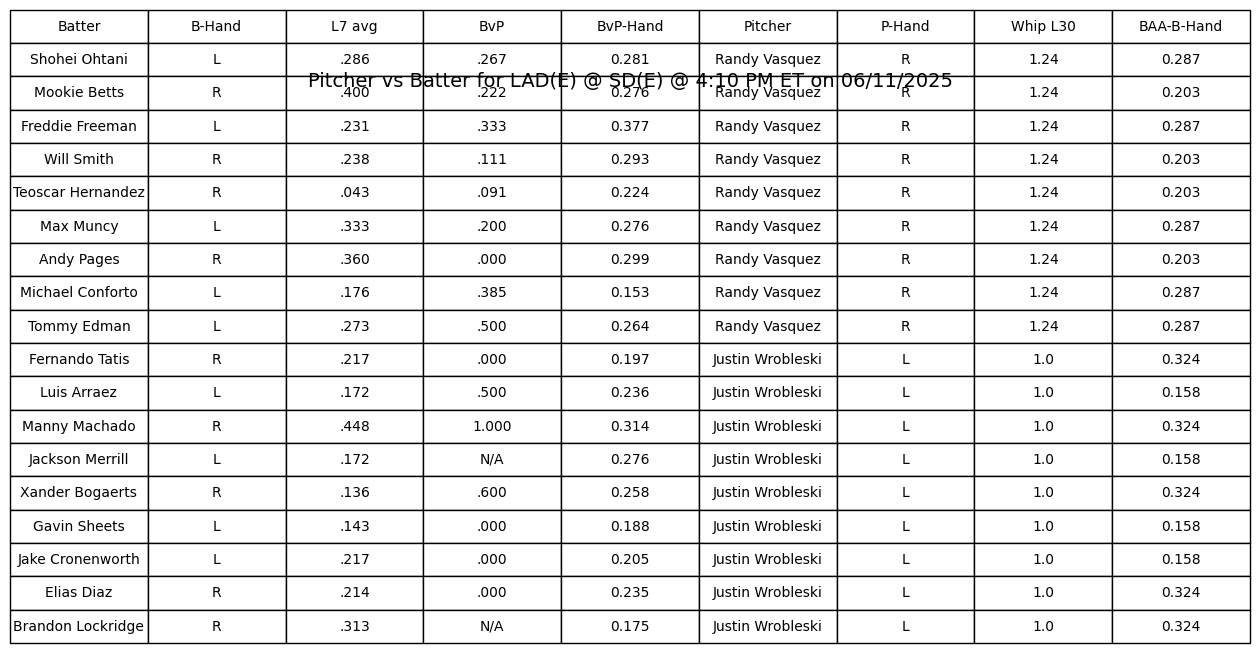 Batter B-Hand L7 avg BvP BvP-Hand Pitcher P-Hand Whip L30 BAA-B-Hand
Shohei Ohtani L .286 .267 0.281 Randy Vasquez R 1.24 0.287
Pitcher vs Batter for LAD(E) @ SD(E) @ 4:10 PM ET on 06/11/2025
Mookie Betts R .400 .222 0.276 Randy Vasquez R 1.24 0.203
Freddie Freeman L .231 .333 0.377 Randy Vasquez R 1.24 0.287
Will Smith R .238 .111 0.293 Randy Vasquez R 1.24 0.203
Teoscar Hernandez R .043 .091 0.224 Randy Vasquez R 1.24 0.203
Max Muncy L .333 .200 0.276 Randy Vasquez R 1.24 0.287
Andy Pages R .360 .000 0.299 Randy Vasquez R 1.24 0.203
Michael Conforto L .176 .385 0.153 Randy Vasquez R 1.24 0.287
Tommy Edman L .273 .500 0.264 Randy Vasquez R 1.24 0.287
Fernando Tatis R .217 .000 0.197 Justin Wrobleski L 1.0 0.324
Luis Arraez L .172 .500 0.236 Justin Wrobleski L 1.0 0.158
Manny Machado R .448 1.000 0.314 Justin Wrobleski L 1.0 0.324
Jackson Merrill L .172 N/A 0.276 Justin Wrobleski L 1.0 0.158
Xander Bogaerts R .136 .600 0.258 Justin Wrobleski L 1.0 0.324
Gavin Sheets L .143 .000 0.188 Justin Wrobleski L 1.0 0.158
Jake Cronenworth L .217 .000 0.205 Justin Wrobleski L 1.0 0.158
Elias Diaz R .214 .000 0.235 Justin Wrobleski L 1.0 0.324
Brandon Lockridge R .313 N/A 0.175 Justin Wrobleski L 1.0 0.324